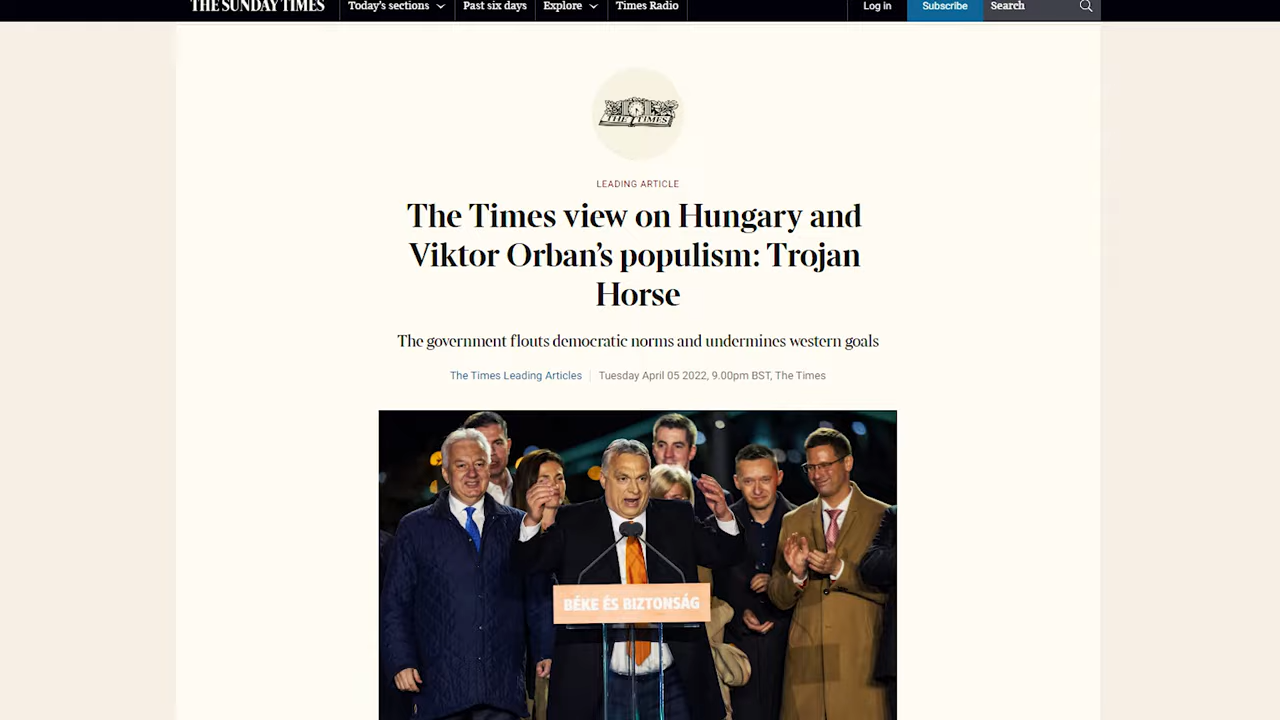 THE SUNDAY TIMES Today's sections Past six days Explore Times Radio Log in Subscribe Search
THE TIMES
LEADING ARTICLE
The Times view on Hungary and
Viktor Orban’s populism: Trojan
Horse
The government flouts democratic norms and undermines western goals
The Times Leading Articles Tuesday April 05 2022, 9.00pm BST, The Times
BÉKE ÉS BIZTONSÁG